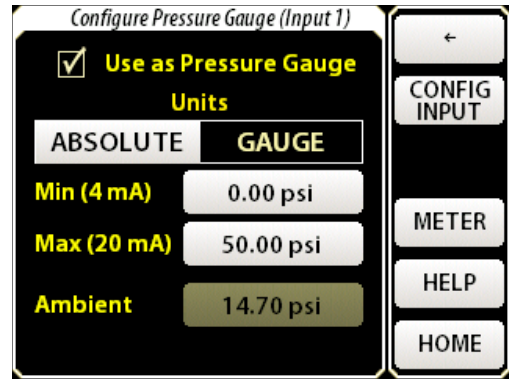 Configure Pressure Gauge (Input 1)
Use as Pressure Gauge
Units
ABSOLUTE GAUGE
Min (4 mA) 0.00 psi
Max (20 mA) 50.00 psi
Ambient 14.70 psi
←
CONFIG
INPUT
METER
HELP
HOME